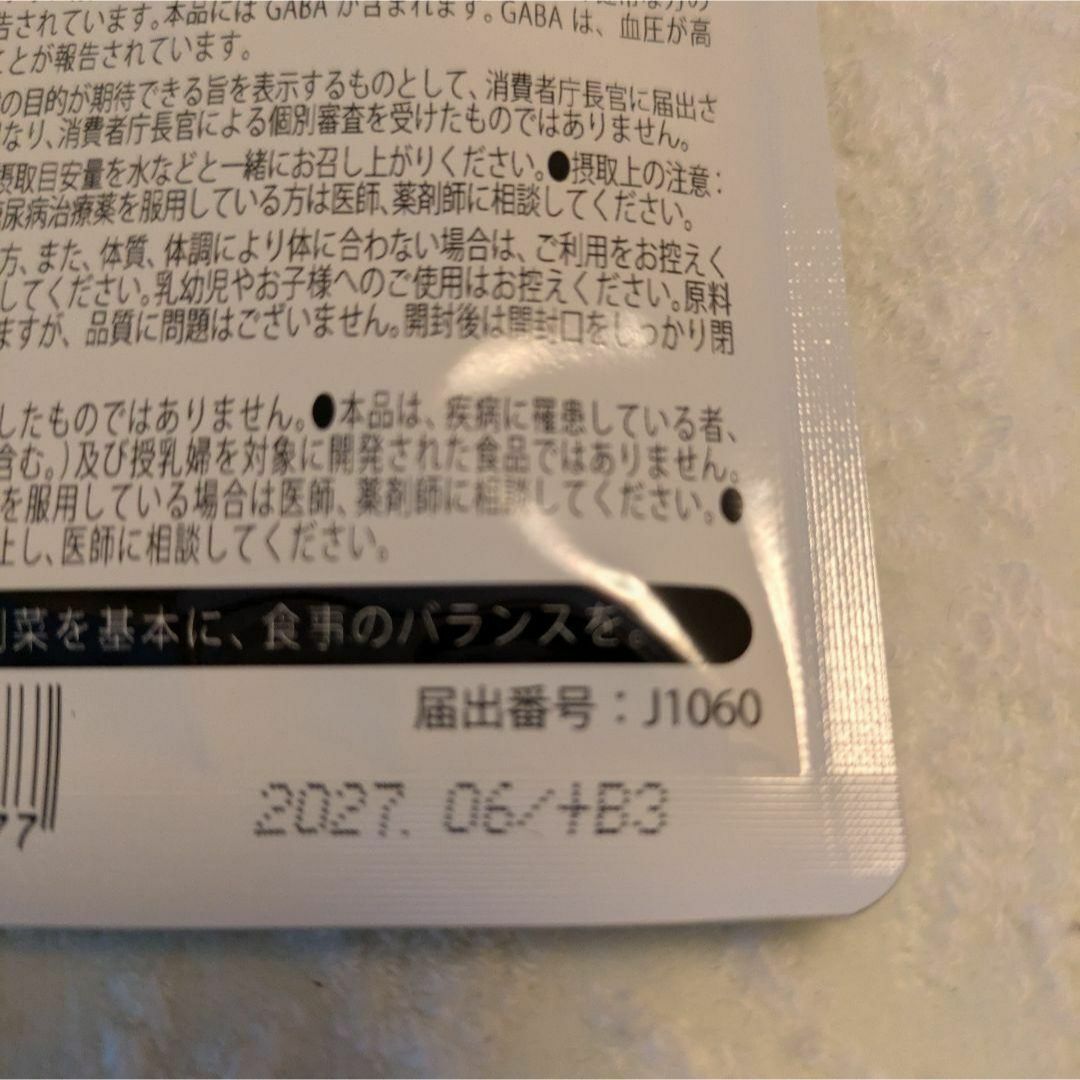 告されています。本品には GABA が含まれます。GABA は、血圧が高
ことが報告されています。
の目的が期待できる旨を表示するものとして、消費者庁長官に届出さ
なり、消費者庁長官による個別審査を受けたものではありません。
摂取目安量を水などと一緒にお召し上がりください。●摂取上の注意：
尿病治療薬を服用している方は医師、薬剤師に相談してください。
方、また、体質、体調により体に合わない場合は、ご利用をお控えく
してください。乳幼児やお子様へのご使用はお控えください。原料
ますが、品質に問題はございません。開封後は開封口をしっかり閉
したものではありません。●本品は、疾病に罹患している者、
含む。)及び授乳婦を対象に開発された食品ではありません。
を服用している場合は医師、薬剤師に相談してください。●
止し、医師に相談してください。
副菜を基本に、食事のバランスを。
届出番号：J1060
2027. 06/+B3
77